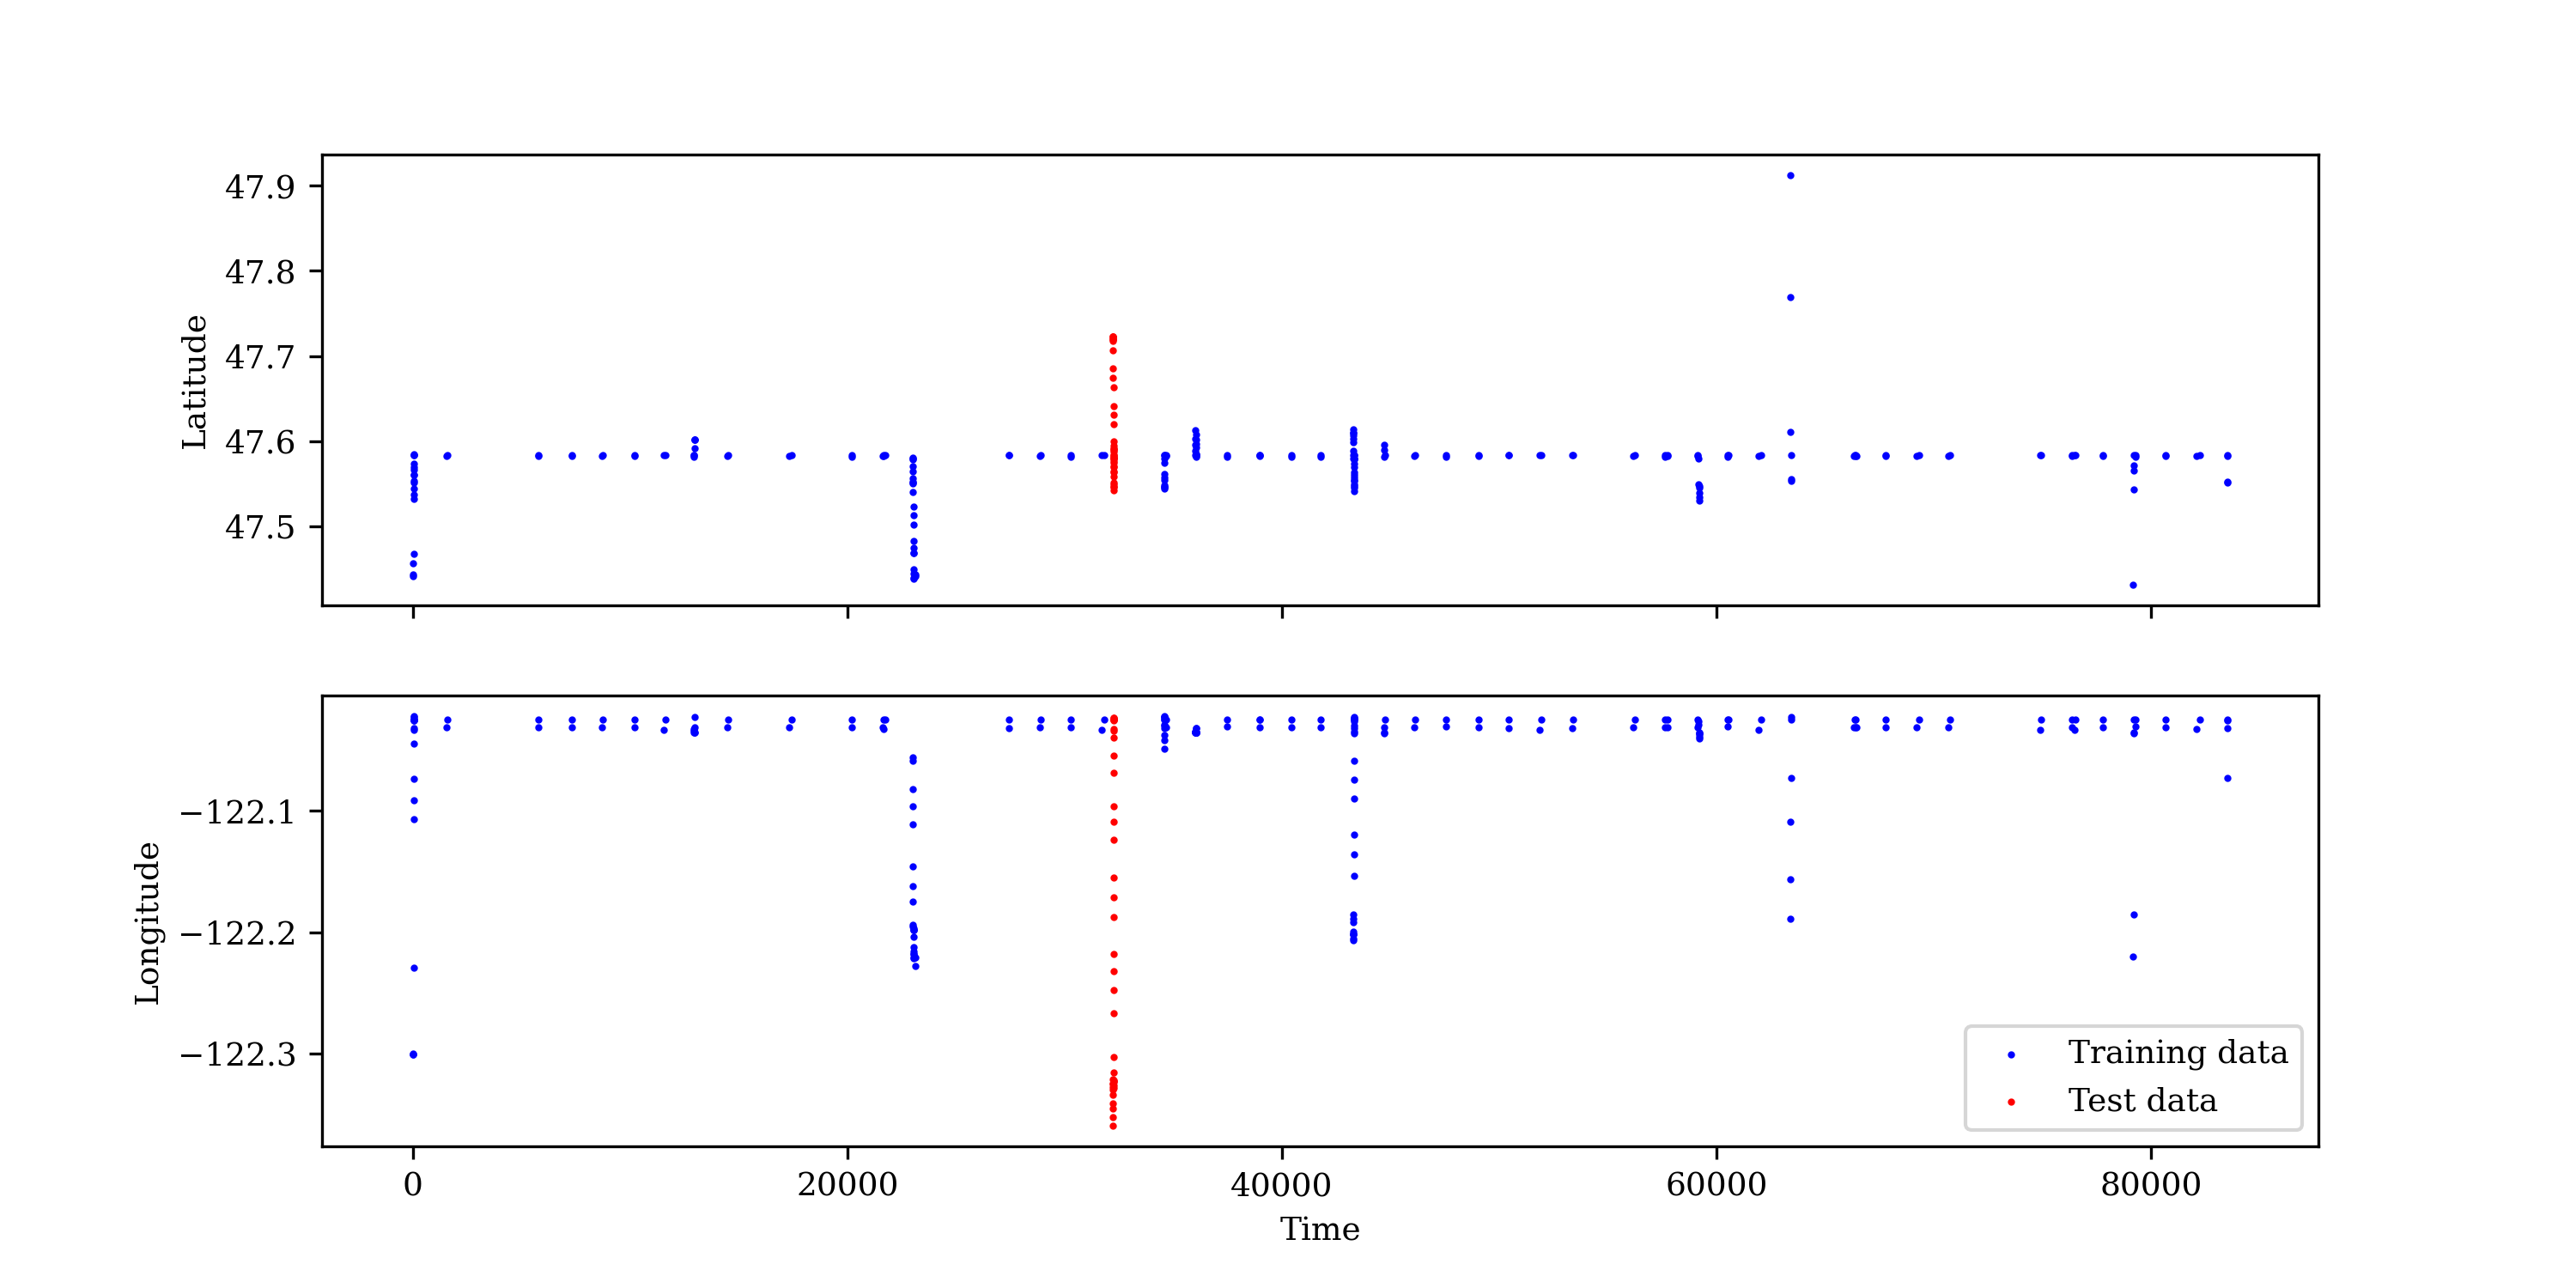 47.9
47.8
47.7
47.6
47.5
Latitude
−122.1
−122.2
−122.3
Longitude
0 20000 40000 60000 80000
Time
Training data
Test data